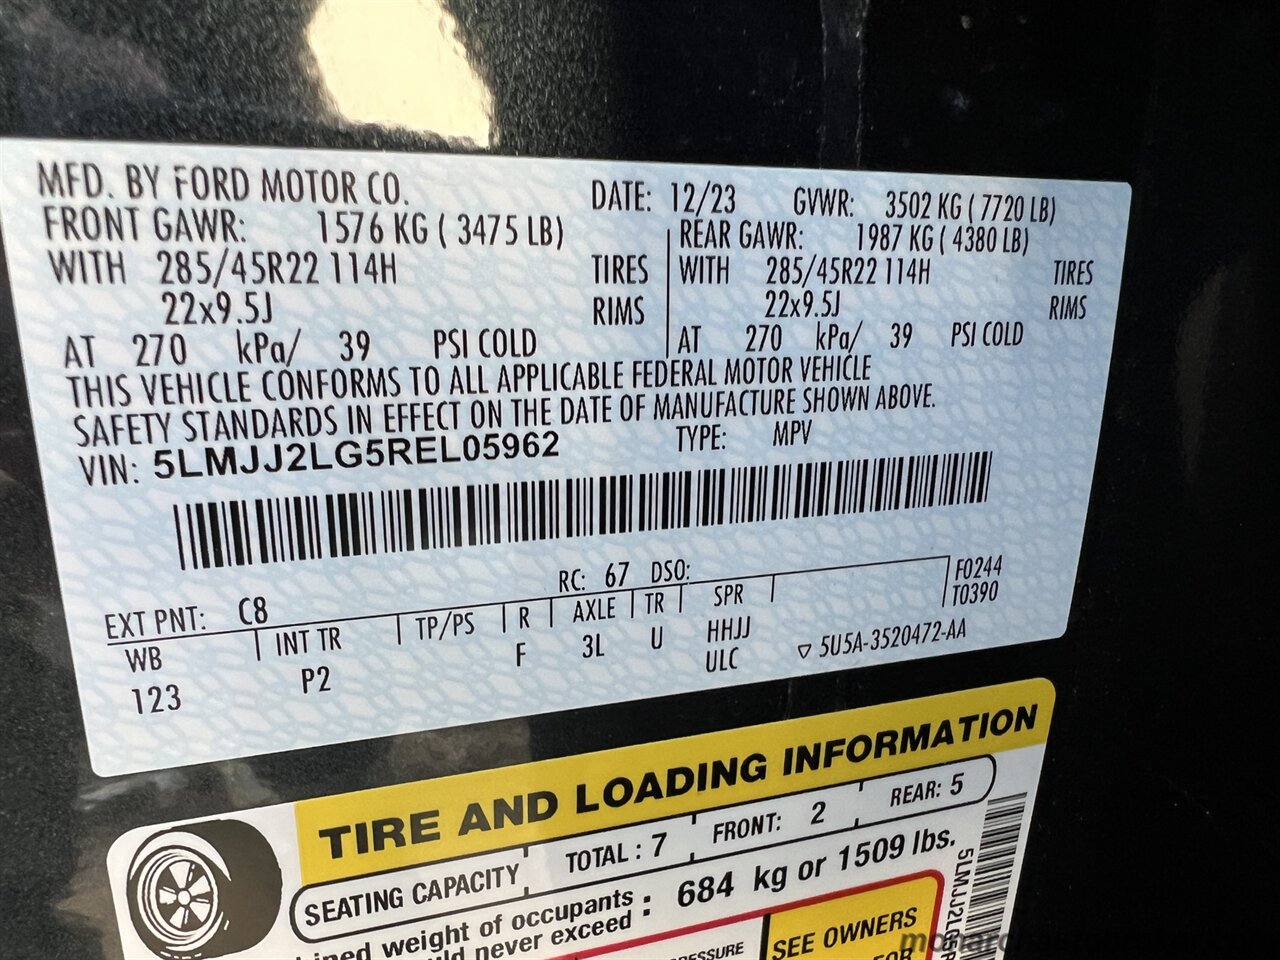 MFD. BY FORD MOTOR CO. DATE: 12/23 GVWR: 3502 KG ( 7720 LB)
FRONT GAWR: 1576 KG ( 3475 LB) REAR GAWR: 1987 KG ( 4380 LB)
WITH 285/45R22 114H TIRES WITH 285/45R22 114H TIRES
22x9.5J RIMS 22x9.5J RIMS
AT 270 kPa/ 39 PSI COLD AT 270 kPa/ 39 PSI COLD
THIS VEHICLE CONFORMS TO ALL APPLICABLE FEDERAL MOTOR VEHICLE
SAFETY STANDARDS IN EFFECT ON THE DATE OF MANUFACTURE SHOWN ABOVE.
VIN: 5LMJJ2LG5REL05962 TYPE: MPV
EXT PNT: C8 RC: 67 DSO: F0244
WB INT TR TP/PS R AXLE TR SPR T0390
123 P2 F 3L U HHJJ
ULC ▽ 5U5A-3520472-AA
TIRE AND LOADING INFORMATION
SEATING CAPACITY TOTAL : 7 FRONT: 2 REAR: 5
weight of occupants : 684 kg or 1509 lbs.
never exceed
SEE OWNERS